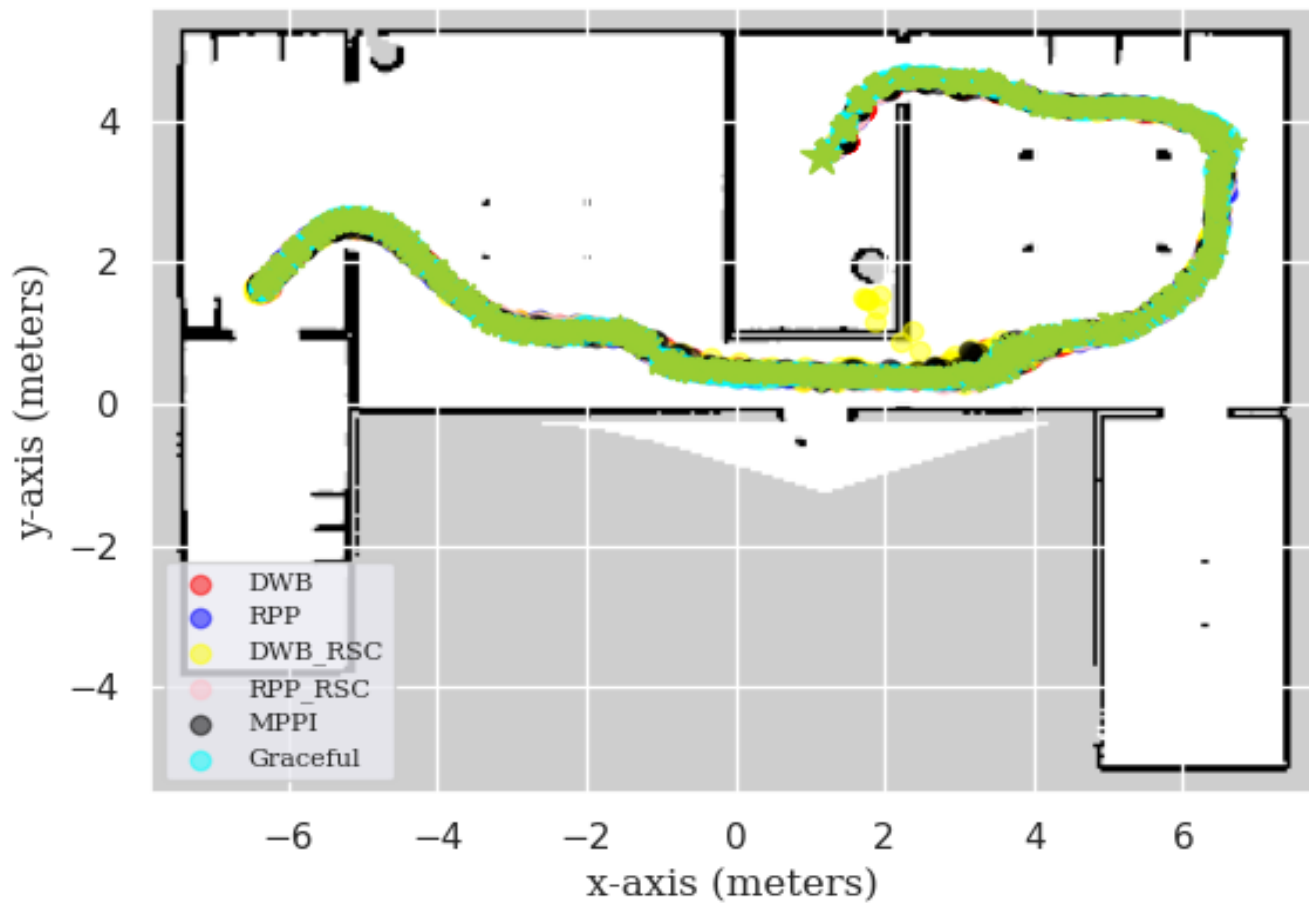 4
2
0
−2
−4
y-axis (meters)
DWB
RPP
DWB_RSC
RPP_RSC
MPPI
Graceful
−6
−4
−2
0
2
4
6
x-axis (meters)